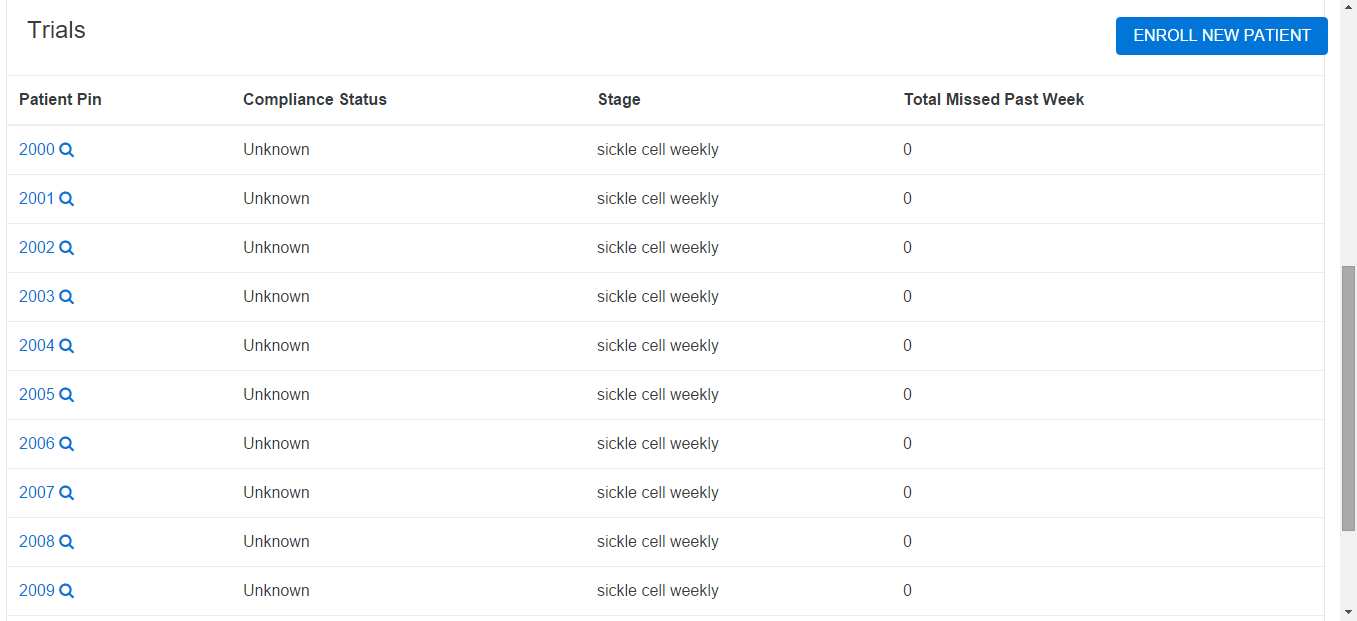 Trials
ENROLL NEW PATIENT
Patient Pin Compliance Status Stage Total Missed Past Week
2000 Unknown sickle cell weekly 0
2001 Unknown sickle cell weekly 0
2002 Unknown sickle cell weekly 0
2003 Unknown sickle cell weekly 0
2004 Unknown sickle cell weekly 0
2005 Unknown sickle cell weekly 0
2006 Unknown sickle cell weekly 0
2007 Unknown sickle cell weekly 0
2008 Unknown sickle cell weekly 0
2009 Unknown sickle cell weekly 0